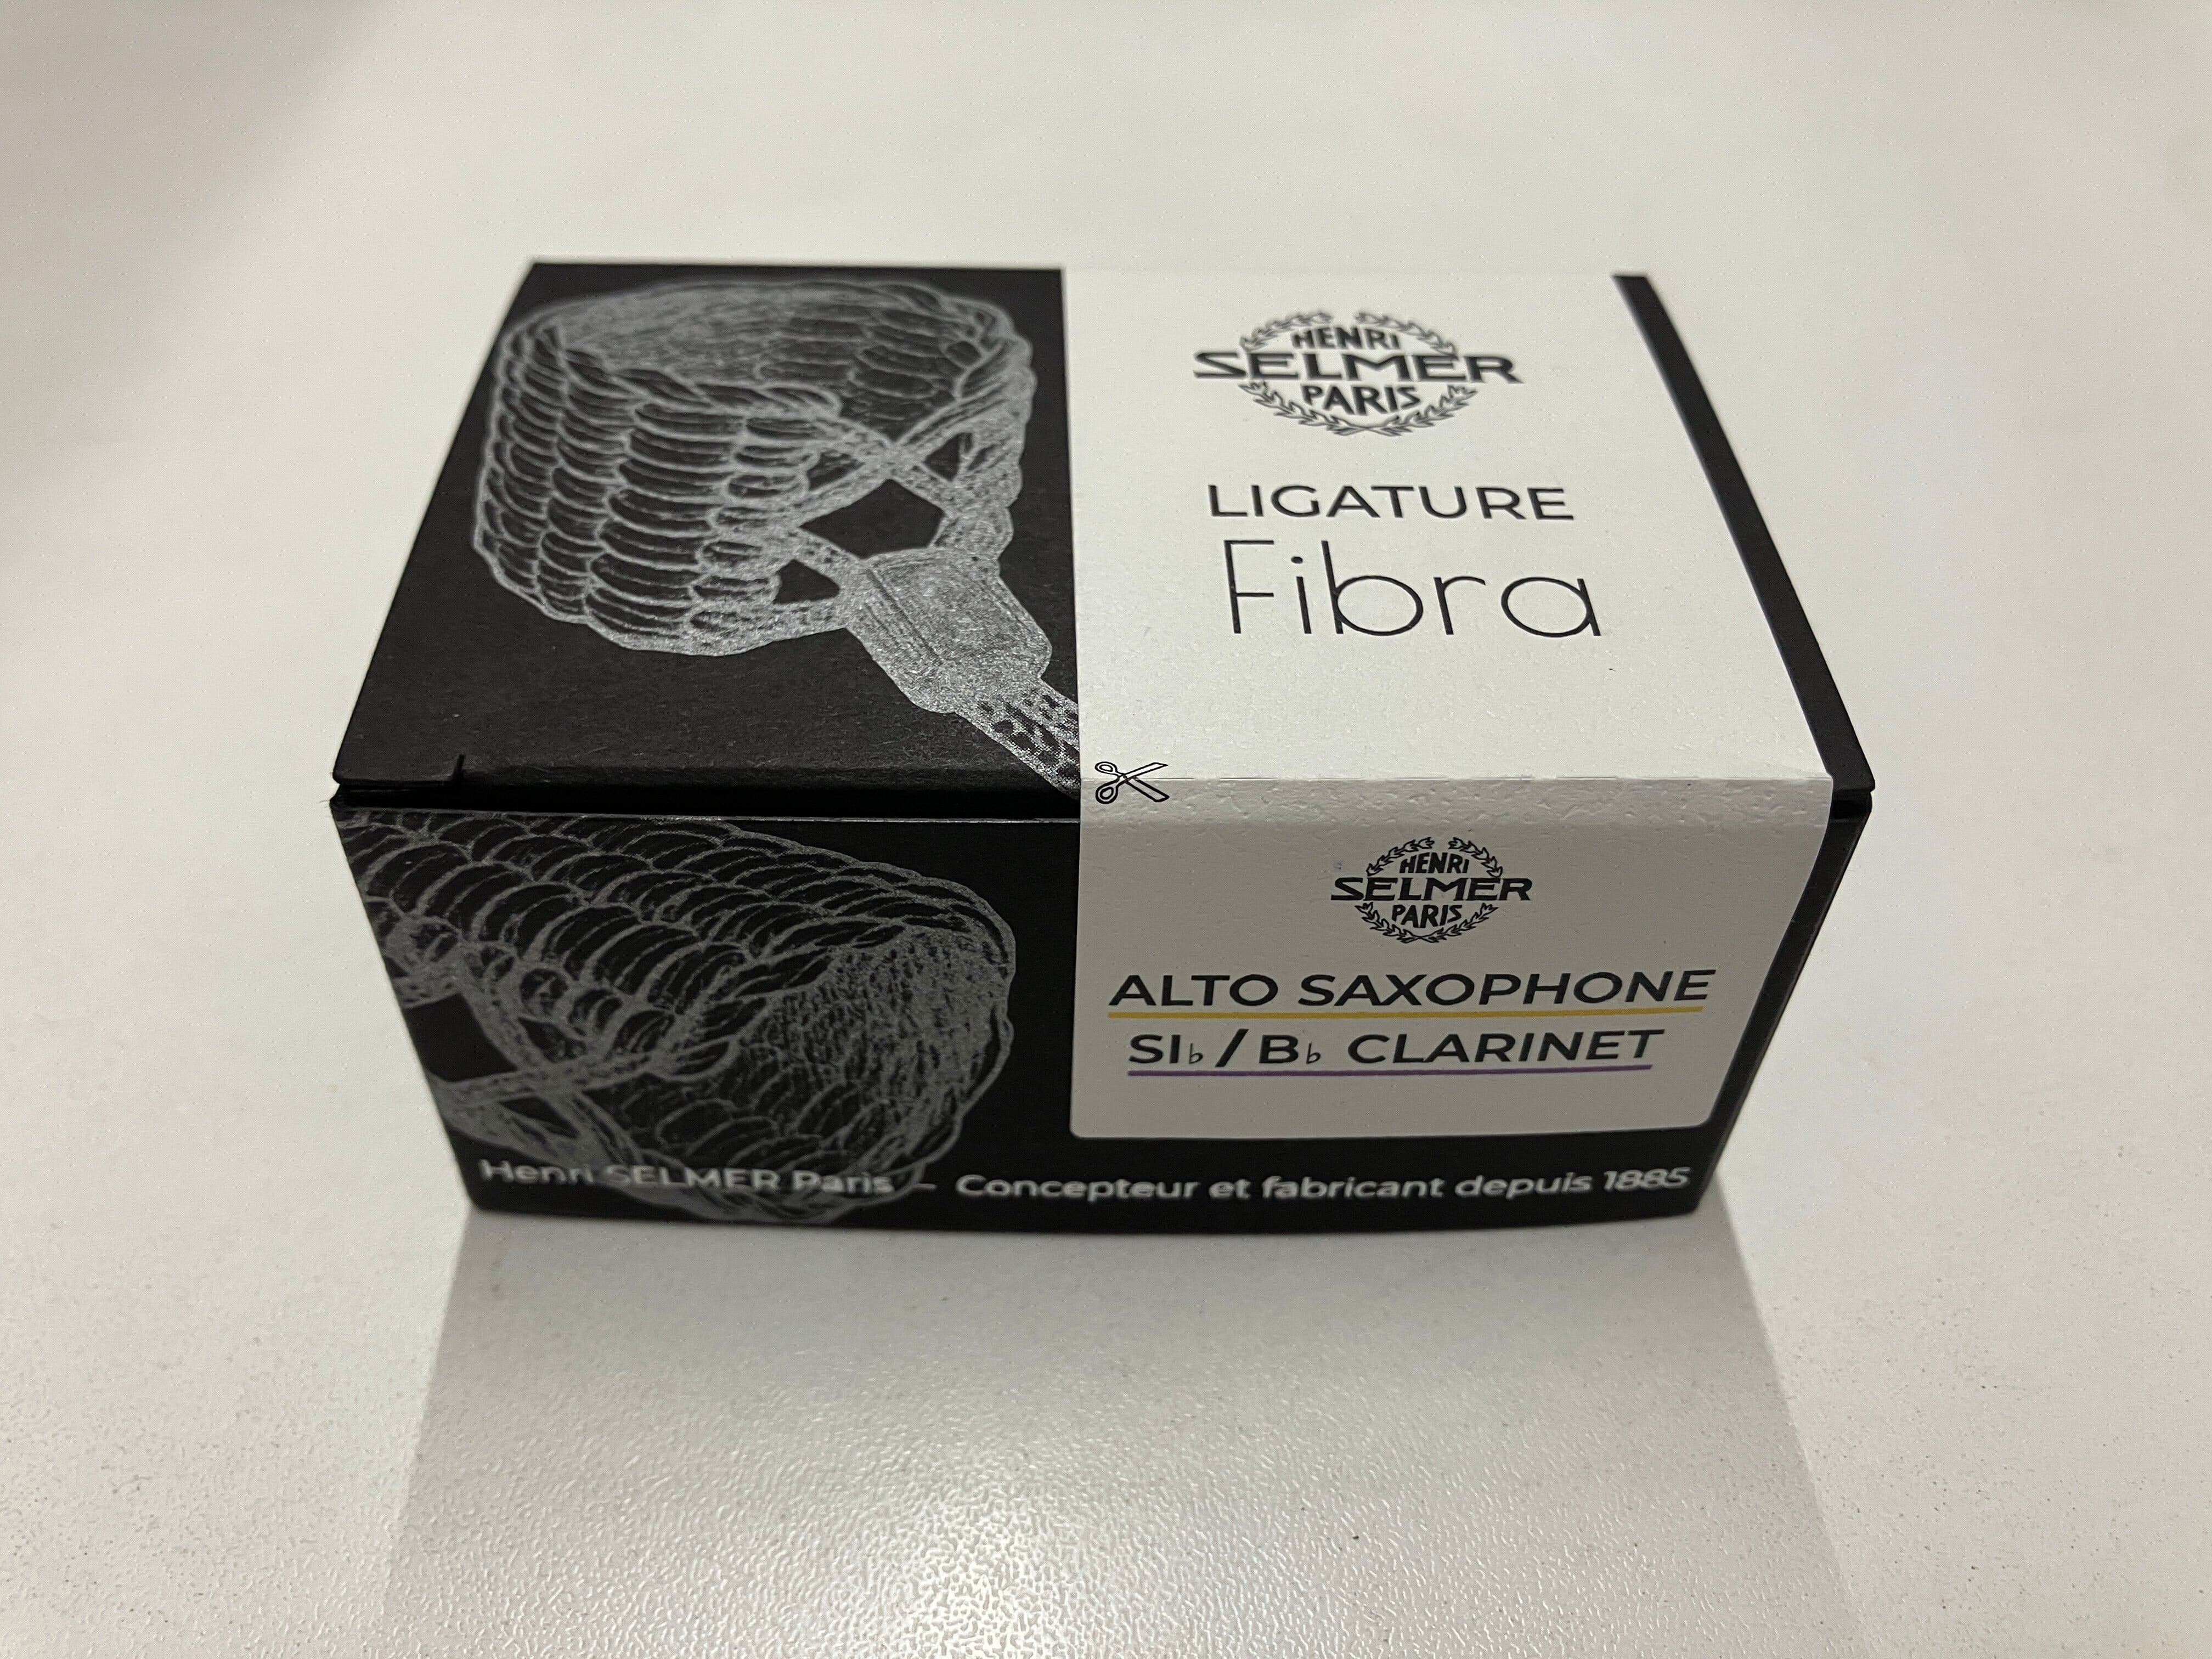 HENRI
SELMER
PARIS
LIGATURE
Fibra
HENRI
SELMER
PARIS
ALTO SAXOPHONE
SI♭/B♭ CLARINET
Henri SELMER Paris – Concepteur et fabricant depuis 1885